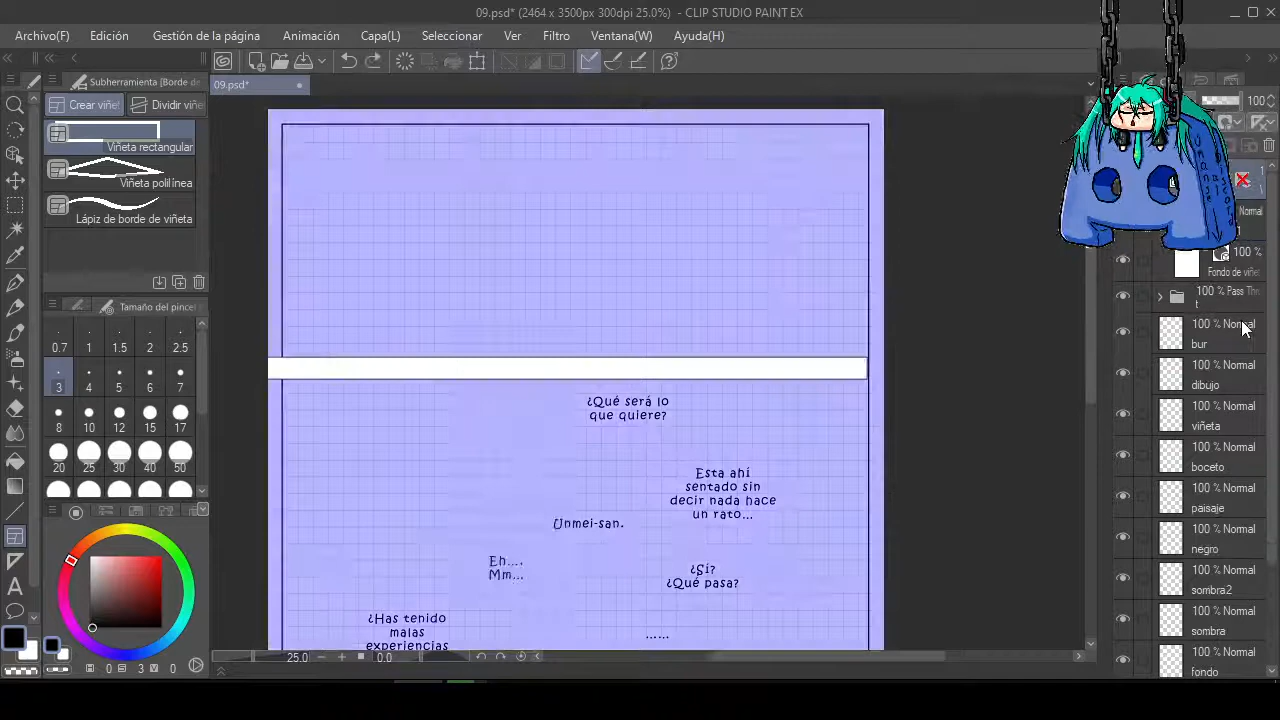 09.psd* (2464 x 3500px 300dpi 25.0%) - CLIP STUDIO PAINT EX
Archivo(F) Edición Gestión de la página Animación Capa(L) Seleccionar Ver Filtro Ventana(W) Ayuda(H)
Subherramienta (Borde de
09.psd*
Crear viñe
Dividir viñe
Viñeta rectangular
Viñeta polilínea
Lápiz de borde de viñeta
Tamaño del pincel
0.7 1 1.5 2 2.5
3 4 5 6 7
8 10 12 15 17
20 25 30 40 50
0 3 0
¿Qué será lo
que quiere?
Esta ahí
sentado sin
decir nada hace
un rato...
Unmei-san.
Eh....
Mm...
¿Sí?
¿Qué pasa?
¿Has tenido
malas
experiencias
......
25.0
0.0
100
Normal
100 %
Fondo de viñe
100 % Pass Thr
t
100 % Normal
bur
100 % Normal
dibujo
100 % Normal
viñeta
100 % Normal
boceto
100 % Normal
paisaje
100 % Normal
negro
100 % Normal
sombra2
100 % Normal
sombra
100 % Normal
fondo